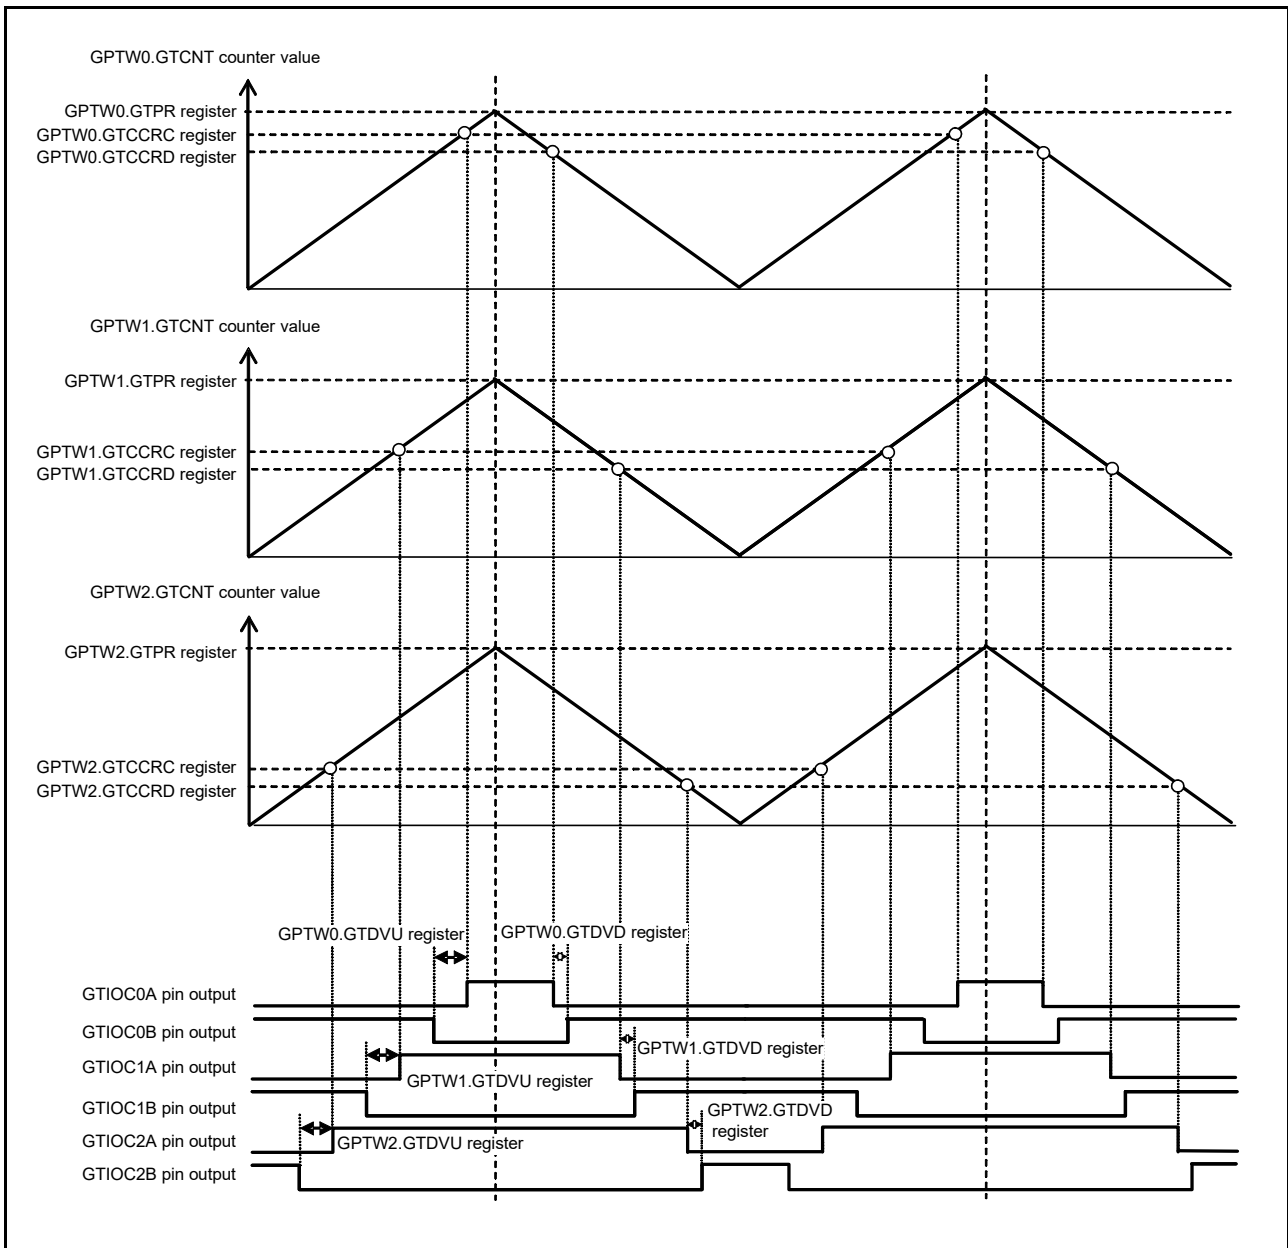 GPTW0.GTCNT counter value
GPTW0.GTPR register
GPTW0.GTCCRC register
GPTW0.GTCCRD register
GPTW1.GTCNT counter value
GPTW1.GTPR register
GPTW1.GTCCRC register
GPTW1.GTCCRD register
GPTW2.GTCNT counter value
GPTW2.GTPR register
GPTW2.GTCCRC register
GPTW2.GTCCRD register
GPTW0.GTDVU register
GPTW0.GTDVD register
GTIOC0A pin output
GTIOC0B pin output
GPTW1.GTDVD register
GTIOC1A pin output
GPTW1.GTDVU register
GTIOC1B pin output
GPTW2.GTDVD
register
GTIOC2A pin output
GPTW2.GTDVU register
GTIOC2B pin output